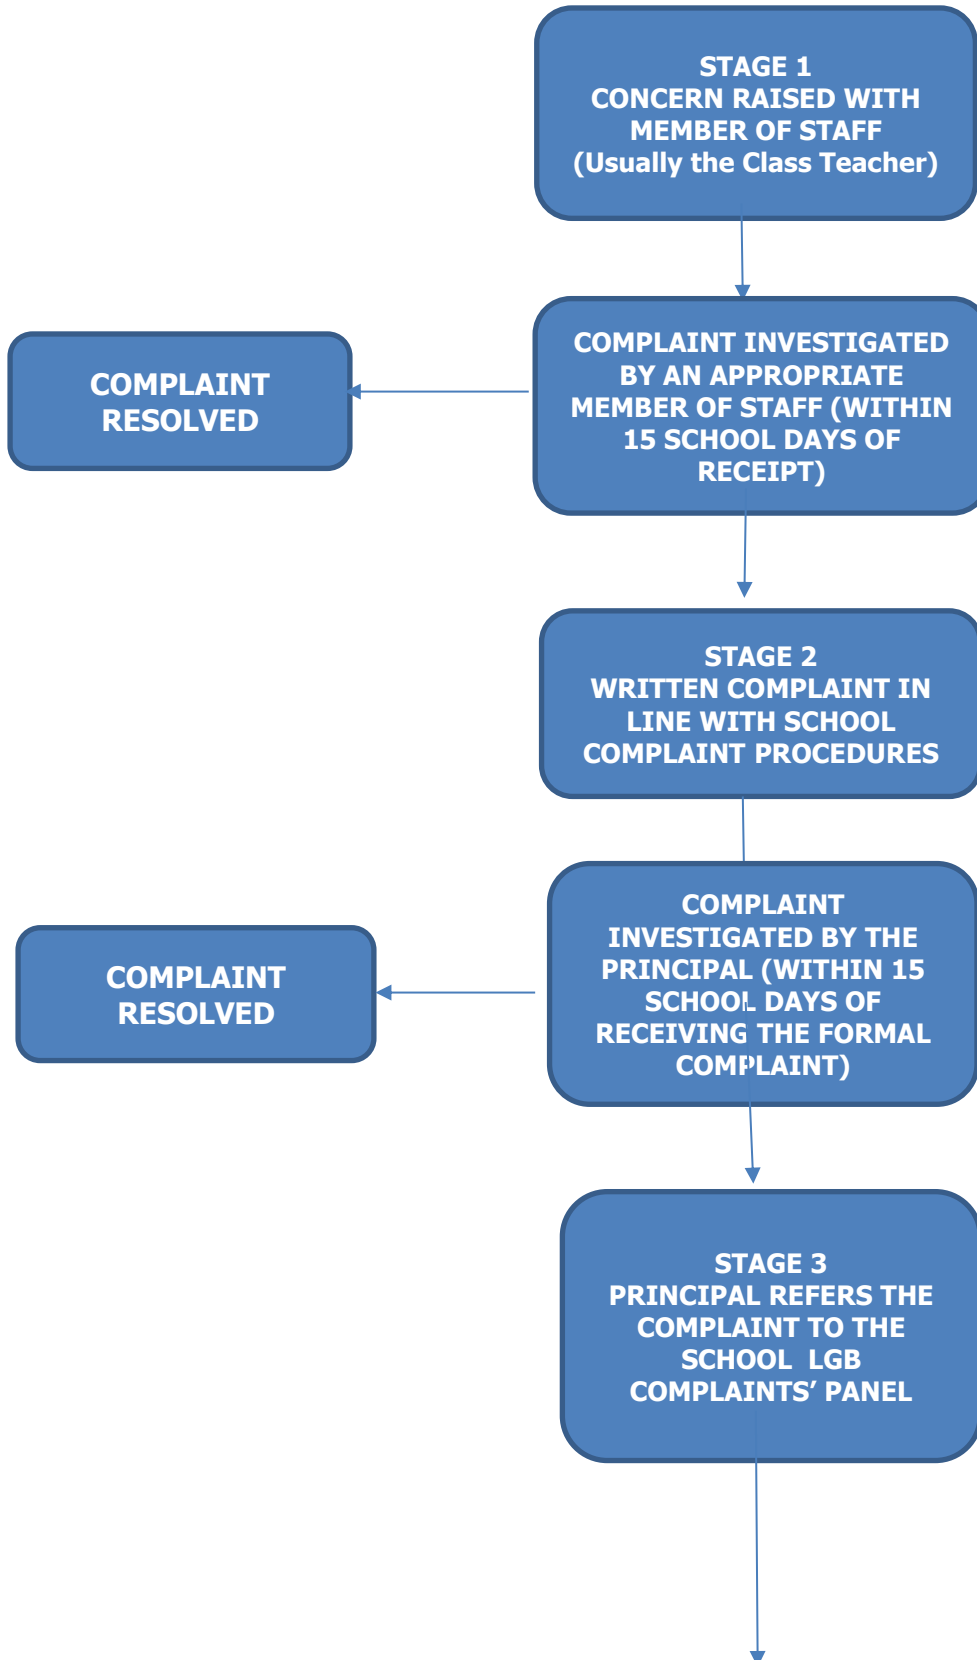 STAGE 1
CONCERN RAISED WITH
MEMBER OF STAFF
(Usually the Class Teacher)
COMPLAINT INVESTIGATED
BY AN APPROPRIATE
MEMBER OF STAFF (WITHIN
15 SCHOOL DAYS OF
RECEIPT)
COMPLAINT
RESOLVED
STAGE 2
WRITTEN COMPLAINT IN
LINE WITH SCHOOL
COMPLAINT PROCEDURES
COMPLAINT
INVESTIGATED BY THE
PRINCIPAL (WITHIN 15
SCHOOL DAYS OF
RECEIVING THE FORMAL
COMPLAINT)
COMPLAINT
RESOLVED
STAGE 3
PRINCIPAL REFERS THE
COMPLAINT TO THE
SCHOOL LGB
COMPLAINTS’ PANEL